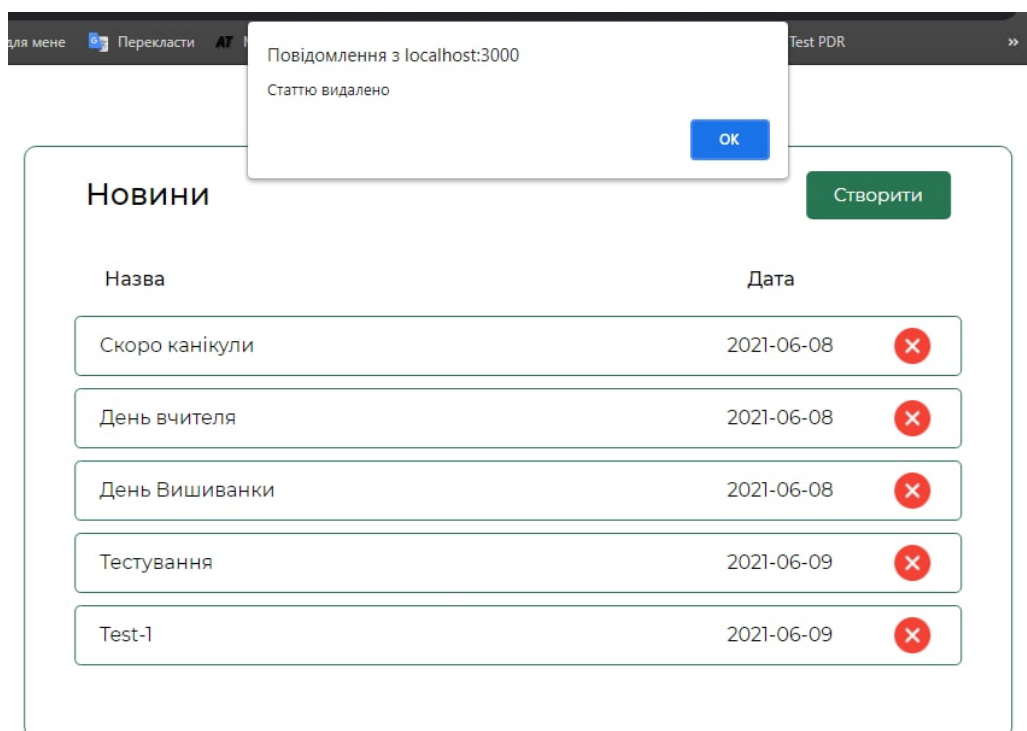 для мене Перекласти AT Test PDR »
Повідомлення з localhost:3000
Статтю видалено
OK
Новини Створити
Назва Дата
Скоро канікули 2021-06-08
День вчителя 2021-06-08
День Вишиванки 2021-06-08
Тестування 2021-06-09
Test-1 2021-06-09